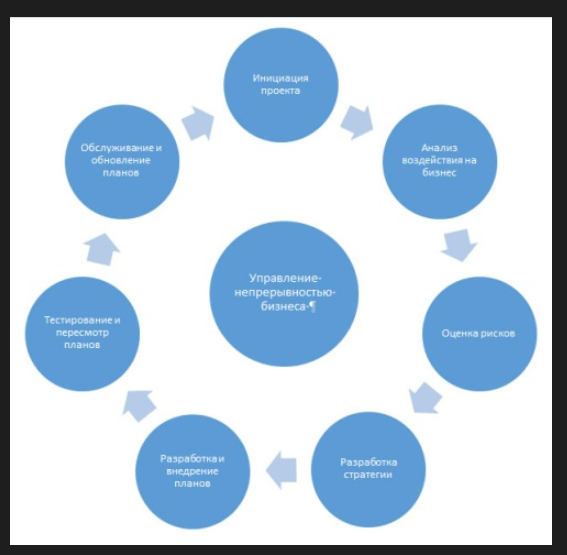 Инициация
проекта
Анализ
воздействия на
бизнес
Оценка рисков
Разработка
стратегии
Разработка и
внедрение
планов
Тестирование и
пересмотр
планов
Обслуживание и
обновление
планов
Управление·
непрерывностью·
бизнеса·¶